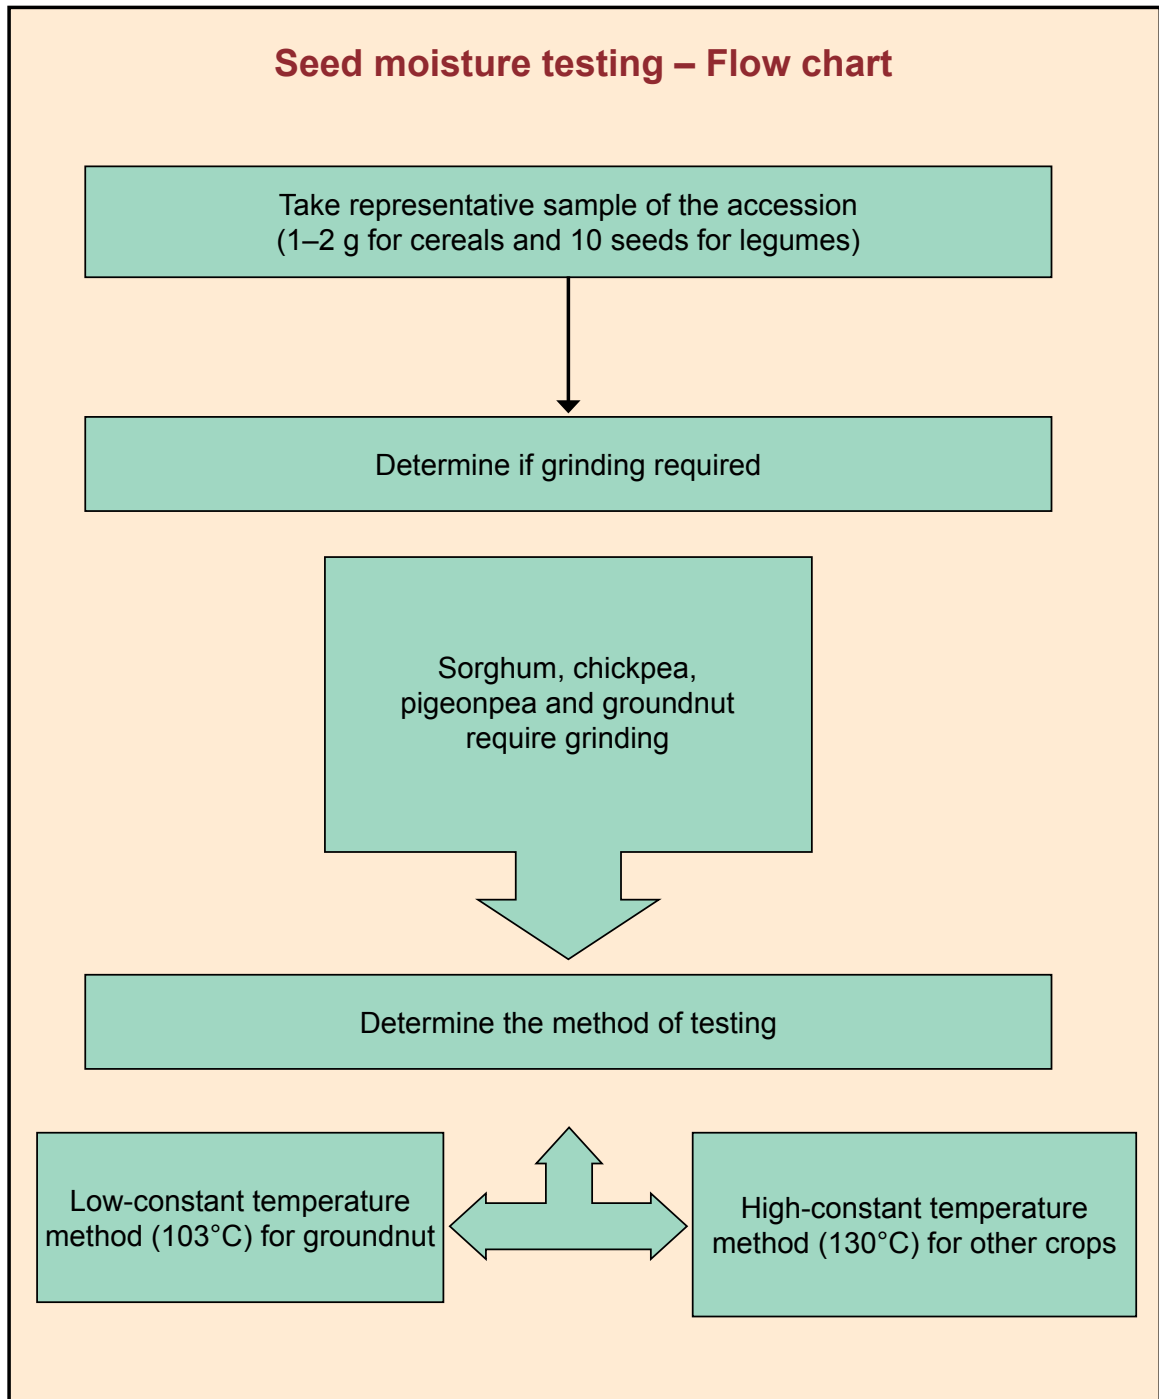 Seed moisture testing – Flow chart
Take representative sample of the accession
(1–2 g for cereals and 10 seeds for legumes)
Determine if grinding required
Sorghum, chickpea,
pigeonpea and groundnut
require grinding
Determine the method of testing
Low-constant temperature
method (103°C) for groundnut
High-constant temperature
method (130°C) for other crops